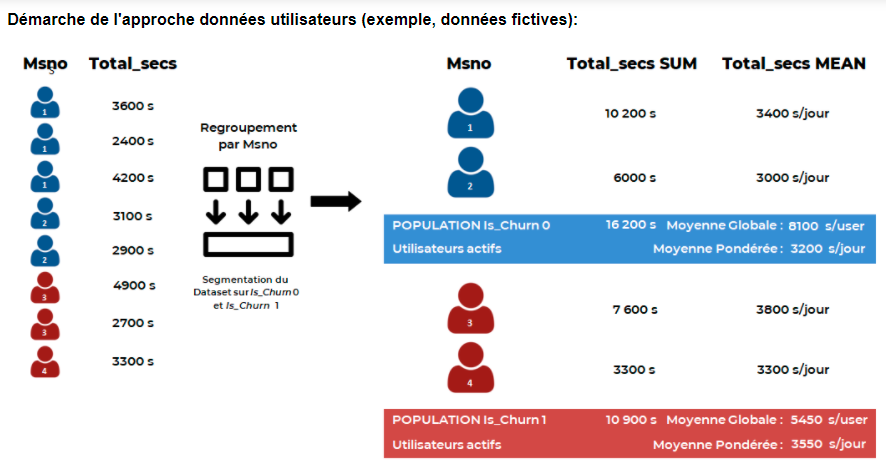 Démarche de l'approche données utilisateurs (exemple, données fictives):
Msno Total_secs
s
1 3600 s
1 2400 s
1 4200 s
2 3100 s
2 2900 s
3 4900 s
3 2700 s
4 3300 s
Regroupement
par Msno
Segmentation du
Dataset sur Is_Churn 0
et Is_Churn 1
Msno Total_secs SUM Total_secs MEAN
1 10 200 s 3400 s/jour
2 6000 s 3000 s/jour
POPULATION Is_Churn 0 16 200 s Moyenne Globale : 8100 s/user
Utilisateurs actifs Moyenne Pondérée : 3200 s/jour
3 7 600 s 3800 s/jour
4 3300 s 3300 s/jour
POPULATION Is_Churn 1 10 900 s Moyenne Globale : 5450 s/user
Utilisateurs actifs Moyenne Pondérée : 3550 s/jour